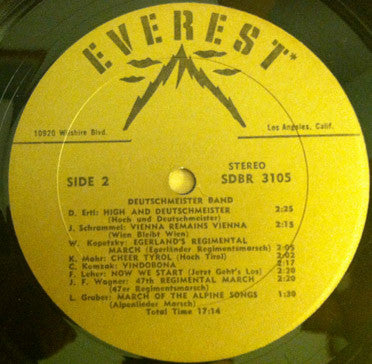 EVEREST*
10920 Wilshire Blvd.
Los Angeles, Calif.
SIDE 2
STEREO
SDBR 3105
DEUTSCHMEISTER BAND
D. Ertl: HIGH AND DEUTSCHMEISTER 2:25
(Hoch und Deutschmeister)
J. Schrammel: VIENNA REMAINS VIENNA 2:15
(Wien Bleibt Wien)
W. Kopetzky: EGERLAND'S REGIMENTAL
MARCH (Egerländer Regimentsmarsch) 2:05
K. Mohr: CHEER TYROL (Hoch Tirol) 2:02
C. Komzak: VINDOBONA 2:17
F. Lehar: NOW WE START (Jetzt Geht's Los) 2:20
J. F. Wagner: 47th REGIMENTAL MARCH 2:20
(47er Regimentsmarsch)
L. Gruber: MARCH OF THE ALPINE SONGS 1:30
(Alpenlieder Marsch)
Total Time 17:14